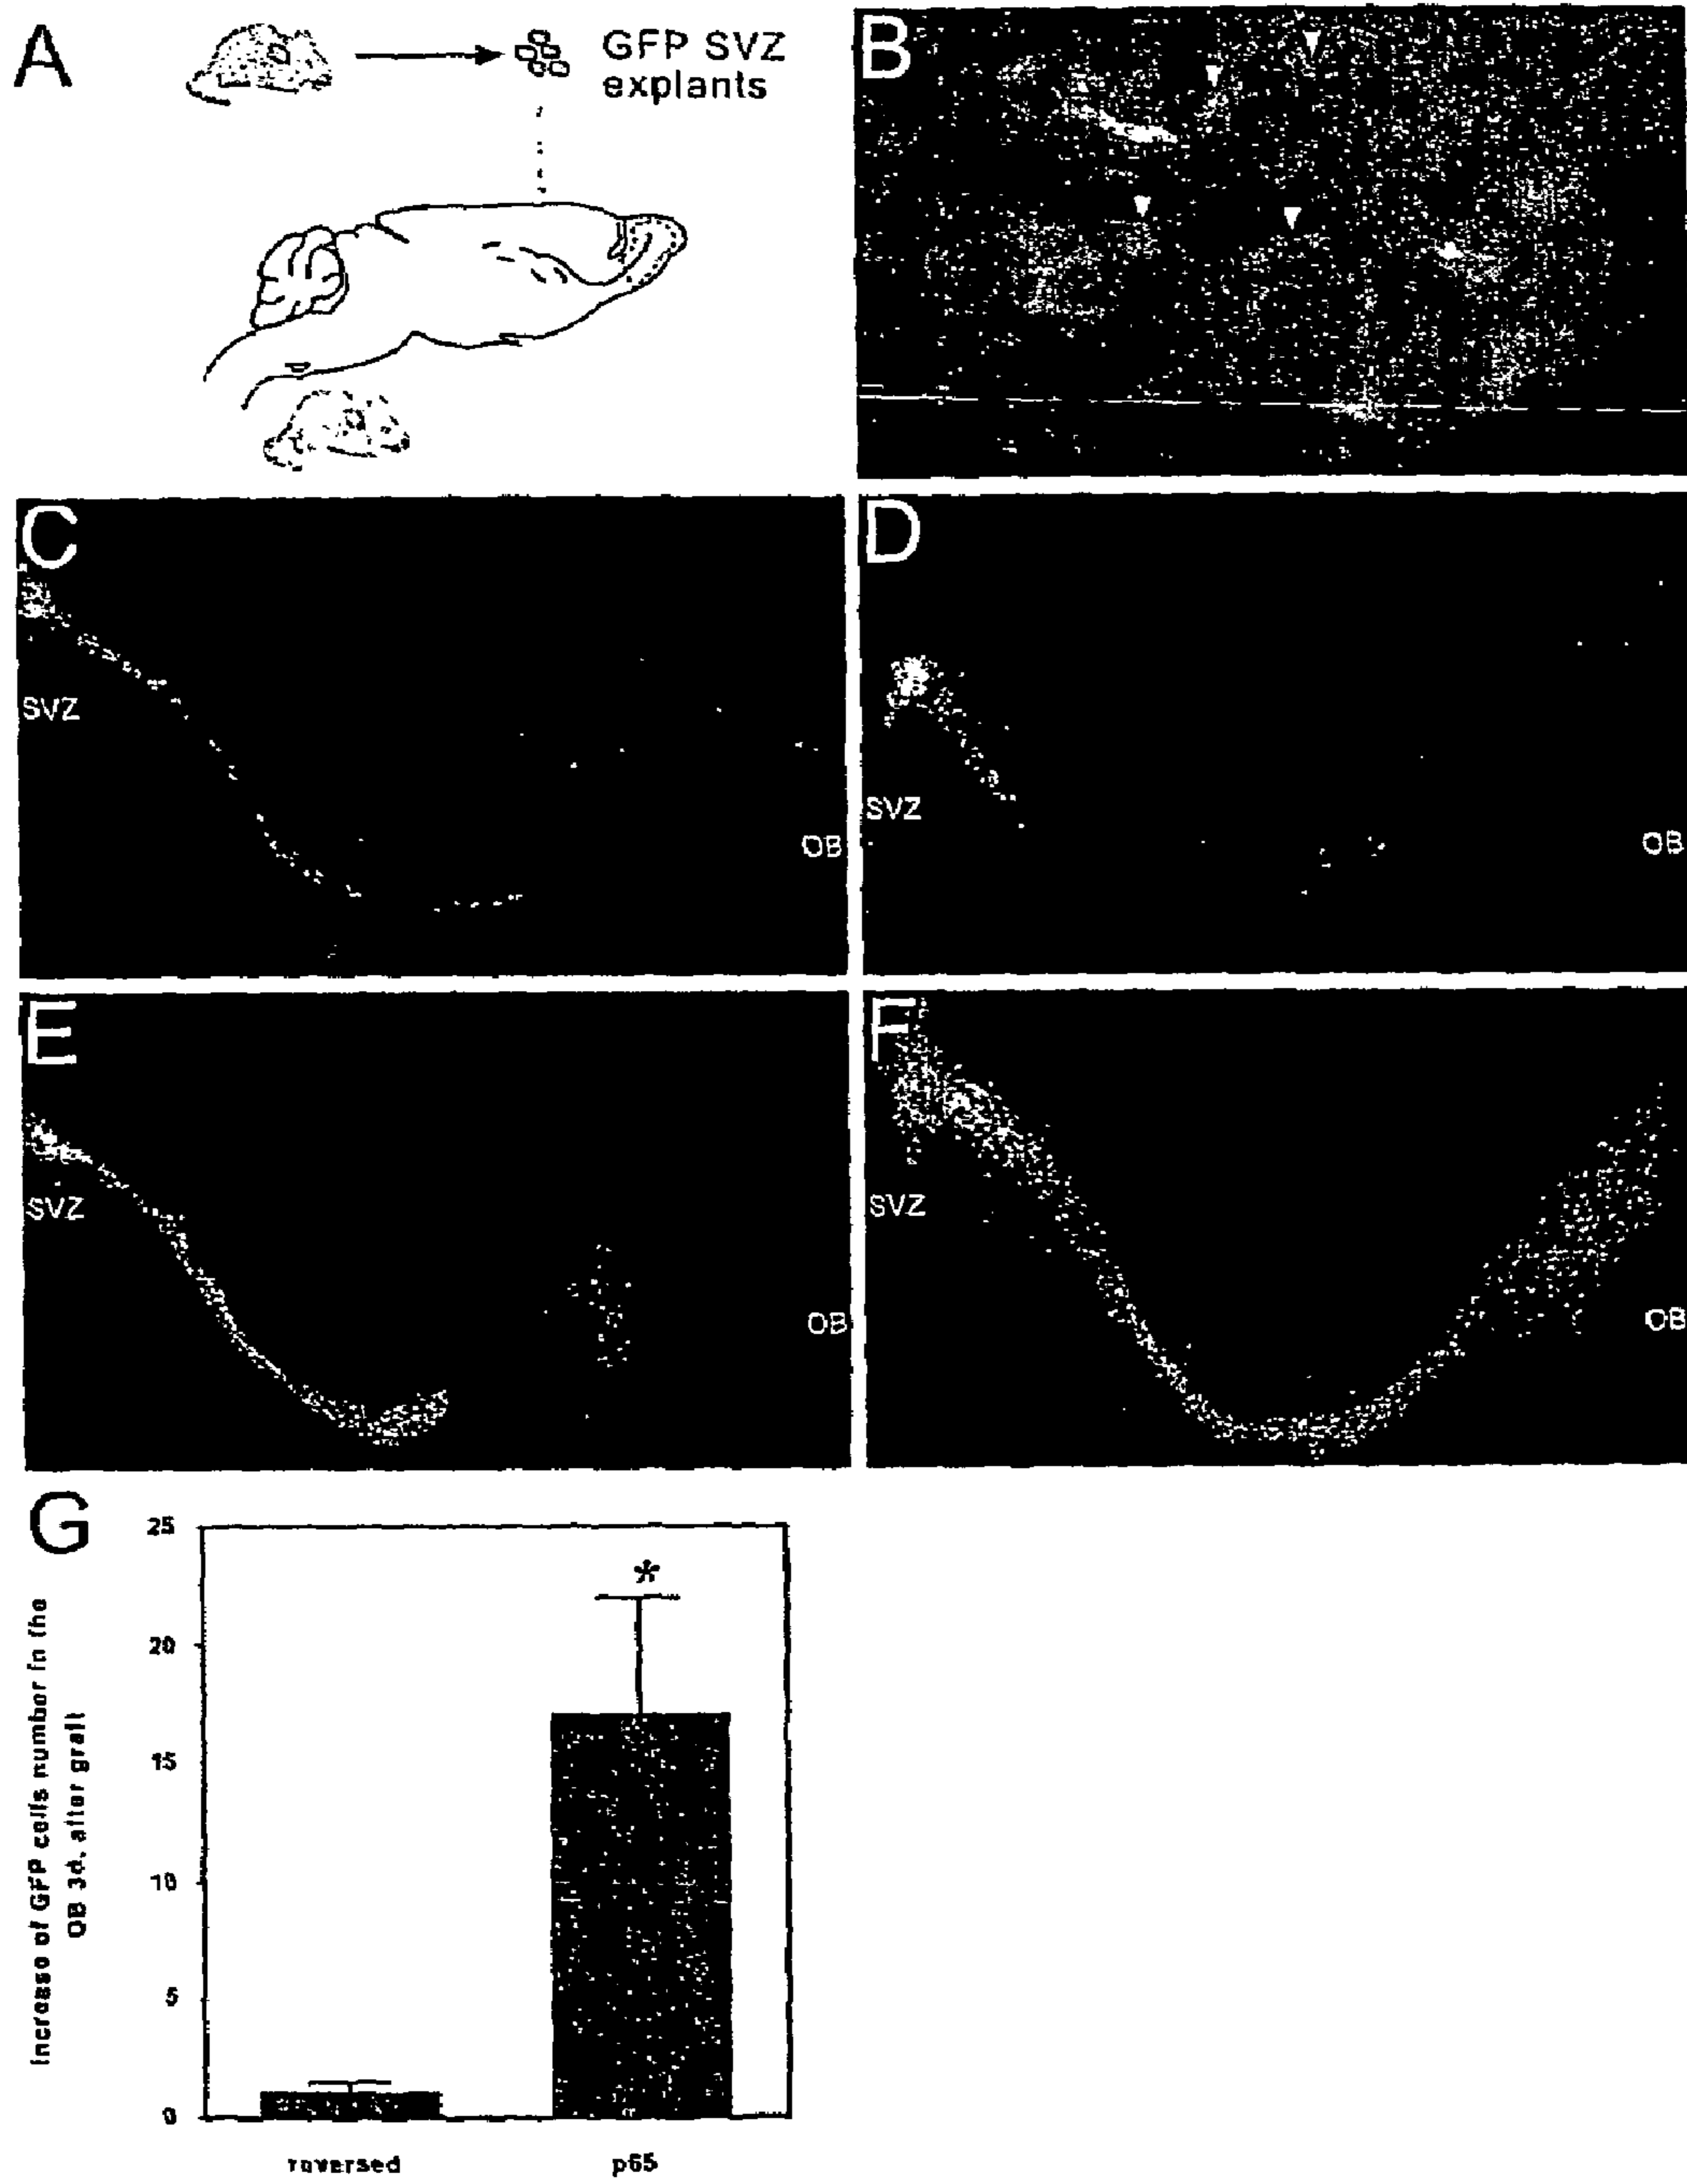 A
GFP SVZ
explants
B
C
SVZ
OB
D
SVZ
OB
E
SVZ
OB
F
SVZ
OB
G
Increase of GFP cells number in the
OB 3d. after graft
25
20
15
10
5
0
*
reversed
p65